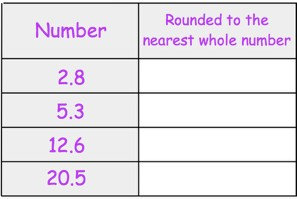 Number
Rounded to the
nearest whole number
2.8
5.3
12.6
20.5